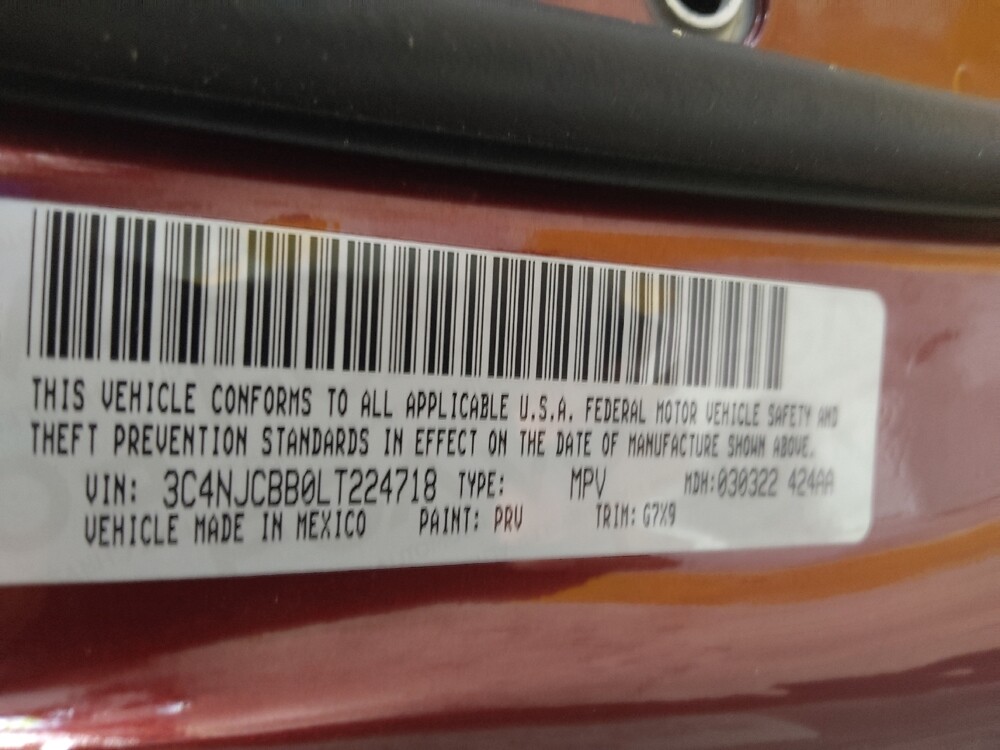 THIS VEHICLE CONFORMS TO ALL APPLICABLE U.S.A. FEDERAL MOTOR VEHICLE SAFETY AND
THEFT PREVENTION STANDARDS IN EFFECT ON THE DATE OF MANUFACTURE SHOWN ABOVE.
VIN: 3C4NJCBB0LT224718 TYPE: MPV MDH:030322 424AA
VEHICLE MADE IN MEXICO PAINT: PRV TRIM: G7X9